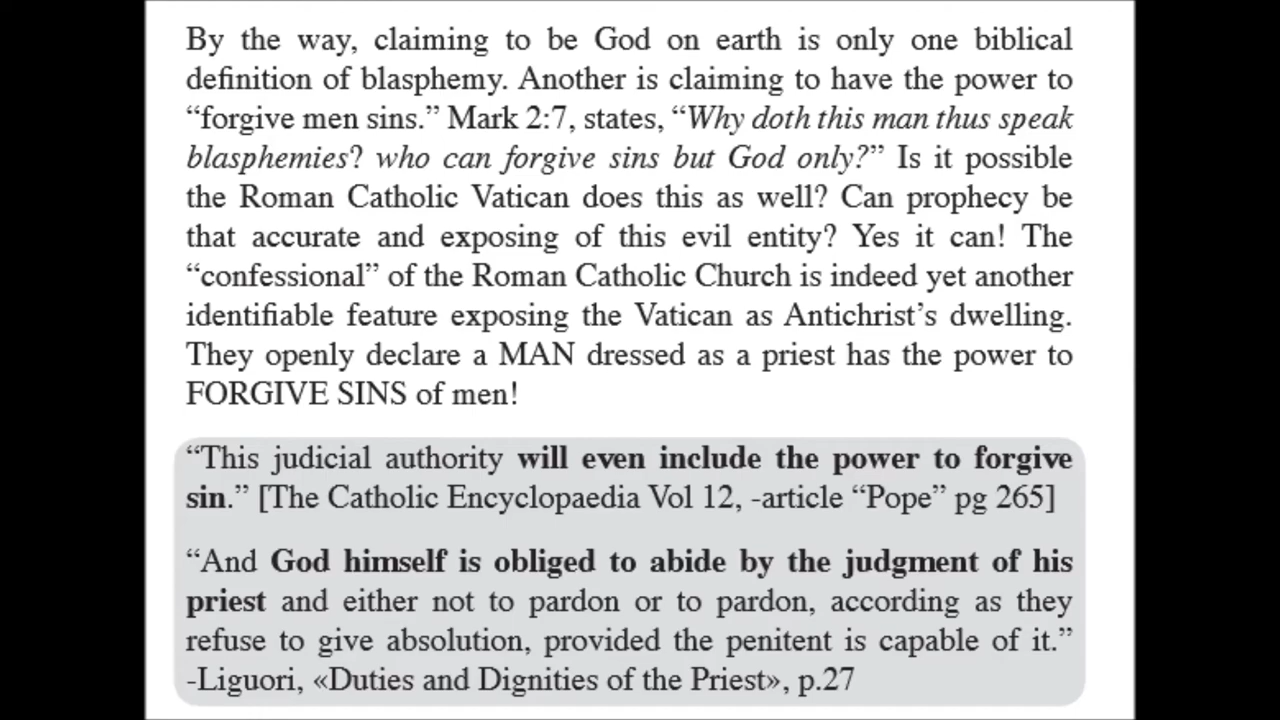 By the way, claiming to be God on earth is only one biblical
definition of blasphemy. Another is claiming to have the power to
“forgive men sins.” Mark 2:7, states, “Why doth this man thus speak
blasphemies? who can forgive sins but God only?” Is it possible
the Roman Catholic Vatican does this as well? Can prophecy be
that accurate and exposing of this evil entity? Yes it can! The
“confessional” of the Roman Catholic Church is indeed yet another
identifiable feature exposing the Vatican as Antichrist’s dwelling.
They openly declare a MAN dressed as a priest has the power to
FORGIVE SINS of men!
“This judicial authority will even include the power to forgive
sin.” [The Catholic Encyclopaedia Vol 12, -article “Pope” pg 265]
“And God himself is obliged to abide by the judgment of his
priest and either not to pardon or to pardon, according as they
refuse to give absolution, provided the penitent is capable of it.”
-Liguori, «Duties and Dignities of the Priest», p.27